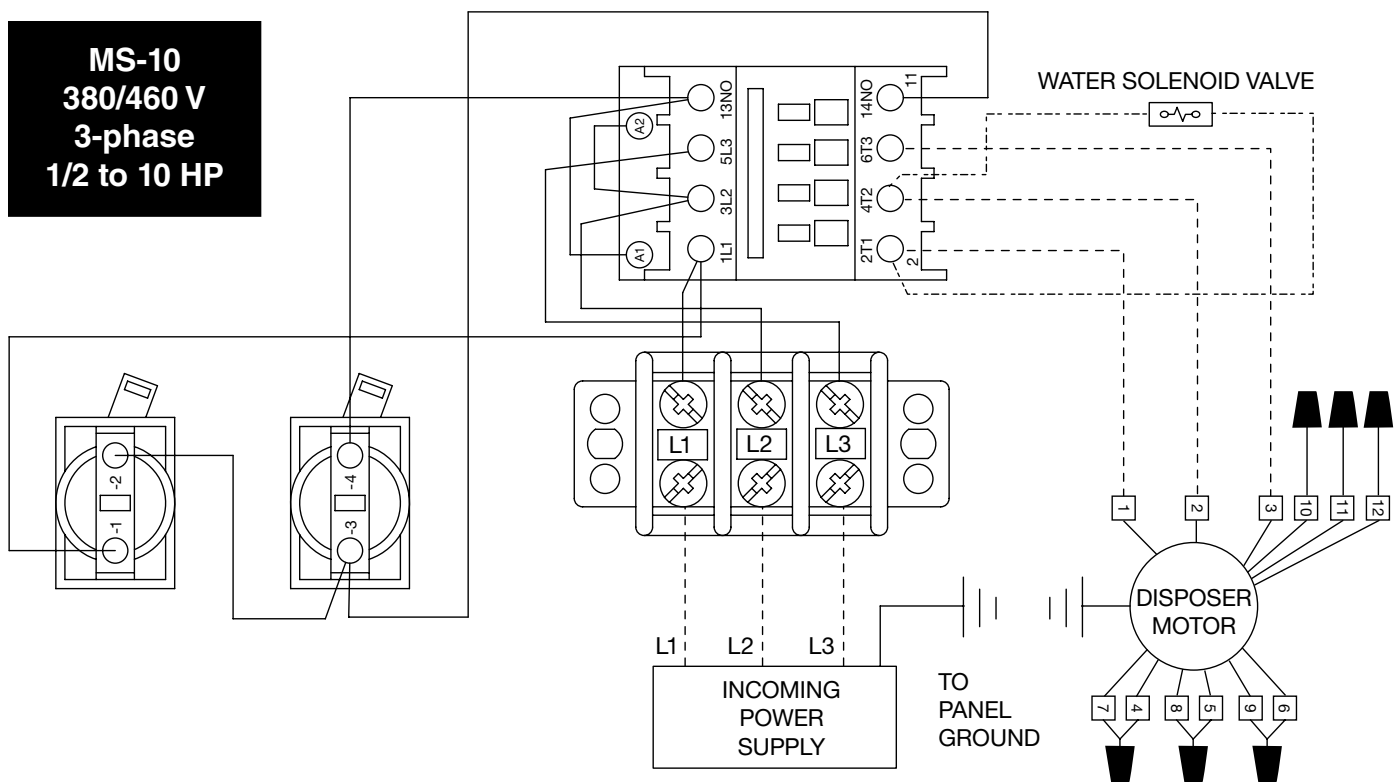 MS-10
380/460 V
3-phase
1/2 to 10 HP
WATER SOLENOID VALVE
13NO
14NO
11
A2
5L3
6T3
3L2
4T2
A1
1L1
2T1
2
-2
-1
-4
-3
L1
L2
L3
1
2
3
10
11
12
DISPOSER
MOTOR
7
4
8
5
9
6
L1
L2
L3
INCOMING
POWER
SUPPLY
TO
PANEL
GROUND